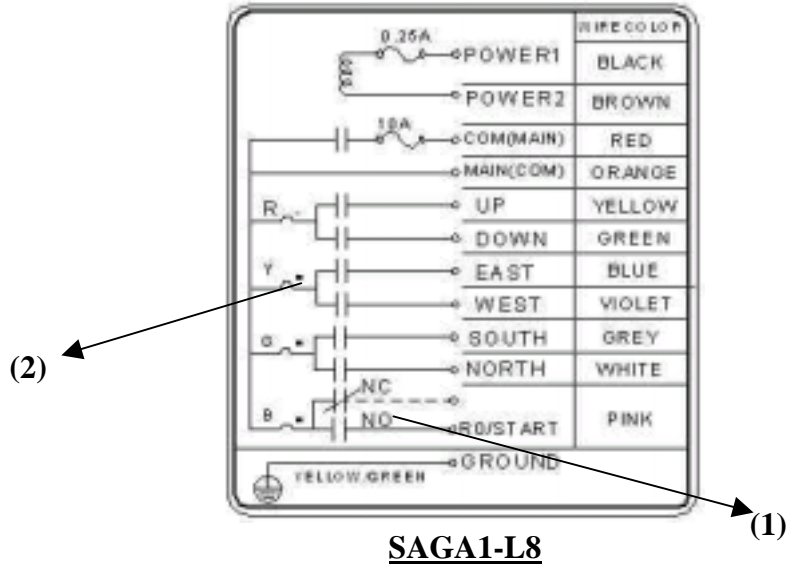 WIRE COLOR
0.25A
POWER1 BLACK
POWER2 BROWN
10A
COM(MAIN) RED
MAIN(COM) ORANGE
R UP YELLOW
DOWN GREEN
Y EAST BLUE
WEST VIOLET
G SOUTH GREY
(2)
NORTH WHITE
NC
B NO R0/START PINK
GROUND
YELLOW/GREEN
(1)
SAGA1-L8